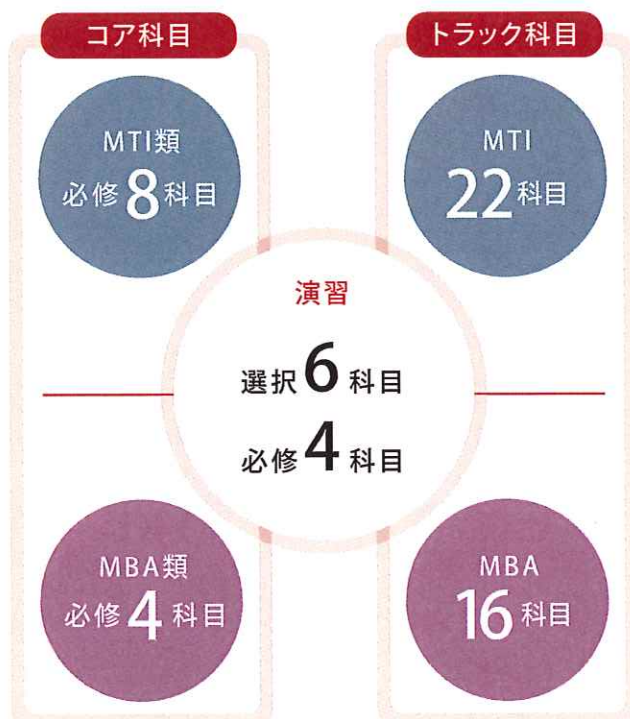 コア科目
MTI類
必修8科目
MBA類
必修4科目
演習
選択6科目
必修4科目
トラック科目
MTI
22科目
MBA
16科目